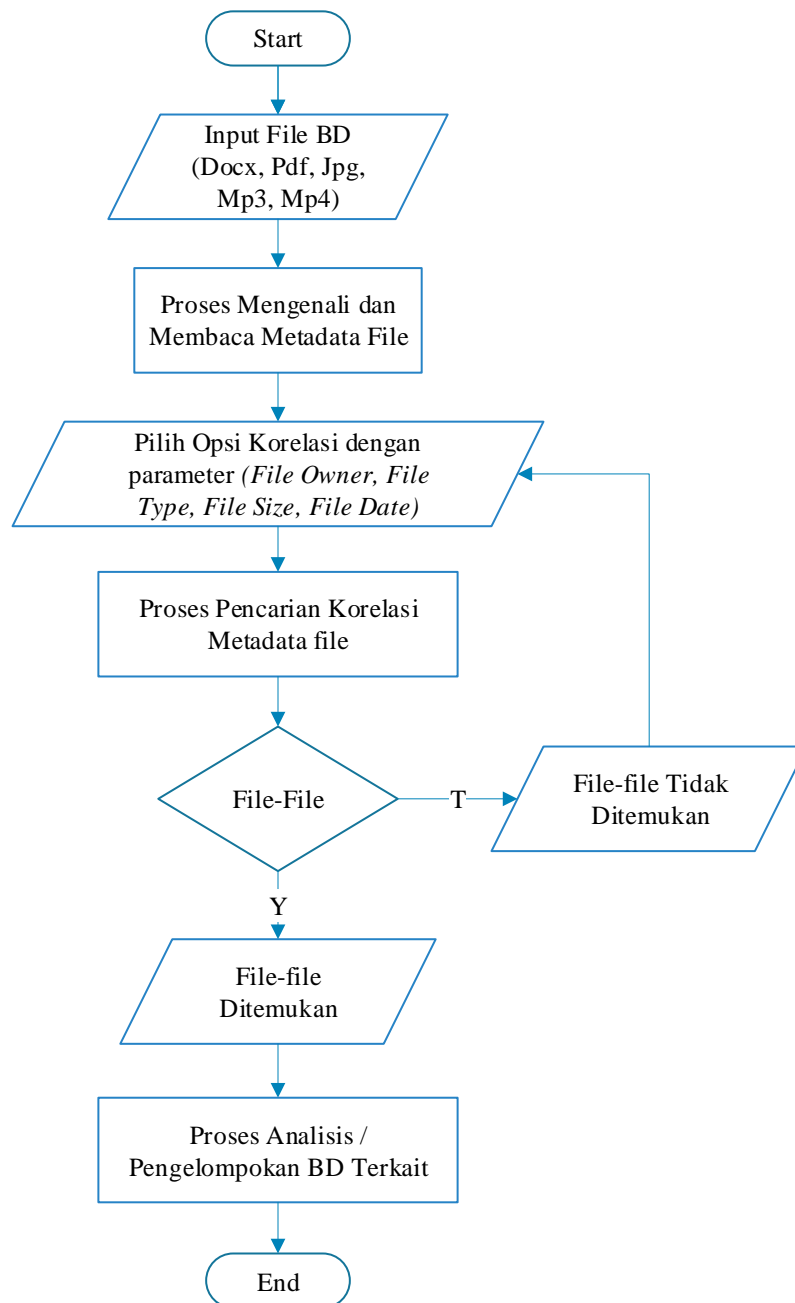 Start
Input File BD
(Docx, Pdf, Jpg,
Mp3, Mp4)
Proses Mengenali dan
Membaca Metadata File
Pilih Opsi Korelasi dengan
parameter (File Owner, File
Type, File Size, File Date)
Proses Pencarian Korelasi
Metadata file
File-File
T
File-file Tidak
Ditemukan
Y
File-file
Ditemukan
Proses Analisis /
Pengelompokan BD Terkait
End